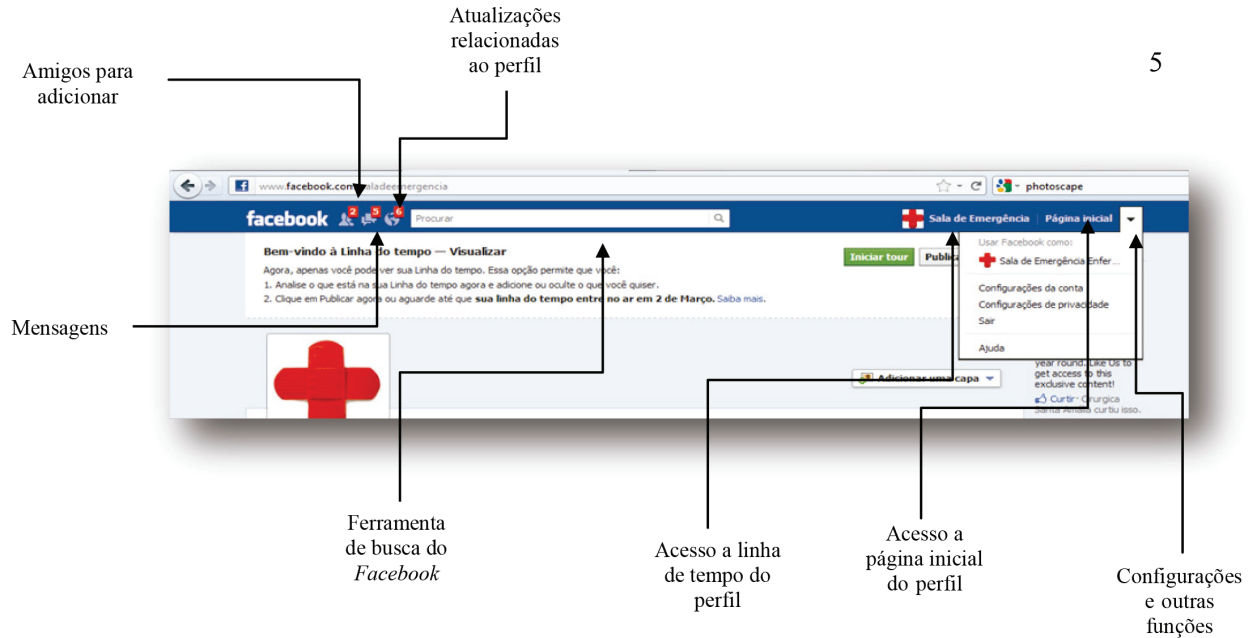 Atualizações
relacionadas
ao perfil
5
Amigos para
adicionar
www.facebook.com saladeemergencia
photoscape
facebook 2 5 6 Procurar
Sala de Emergência Página inicial
Bem-vindo à Linha do tempo — Visualizar
Agora, apenas você pode ver sua Linha do tempo. Essa opção permite que você:
1. Analise o que está na sua Linha do tempo agora e adicione ou oculte o que você quiser.
2. Clique em Publicar agora ou aguarde até que sua linha do tempo entre no ar em 2 de Março. Saiba mais.
Iniciar tour
Usar Facebook como:
Sala de Emergência Enfer...
Configurações da conta
Configurações de privacidade
Sair
Ajuda
Mensagens
Adicionar uma capa
year round. Like Us to
get access to this
exclusive content!
Curtir · Cirurgica
Santa Amalia curtiu isso.
Ferramenta
de busca do
Facebook
Acesso a linha
de tempo do
perfil
Acesso a
página inicial
do perfil
Configurações
e outras
funções